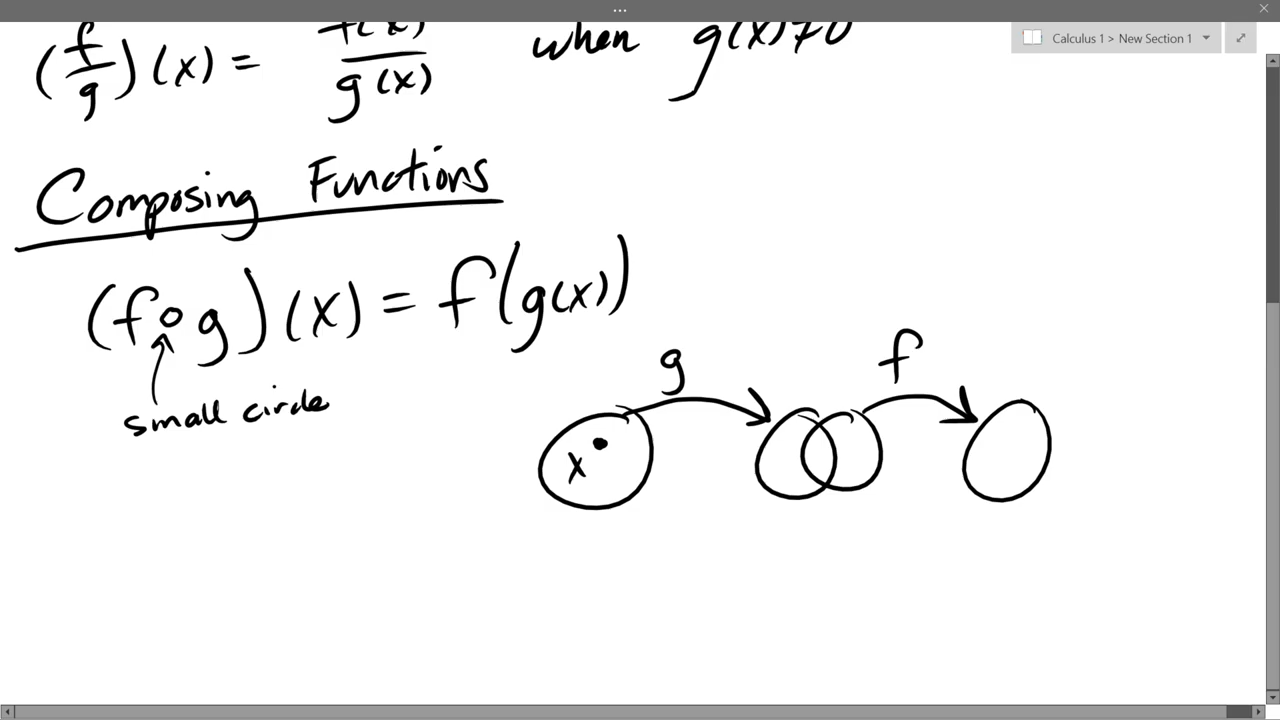 Calculus 1 > New Section 1
(f/g)(x) = f(x)/g(x) when g(x)≠0
Composing Functions
(f∘g)(x) = f(g(x))
small circle
g f
x